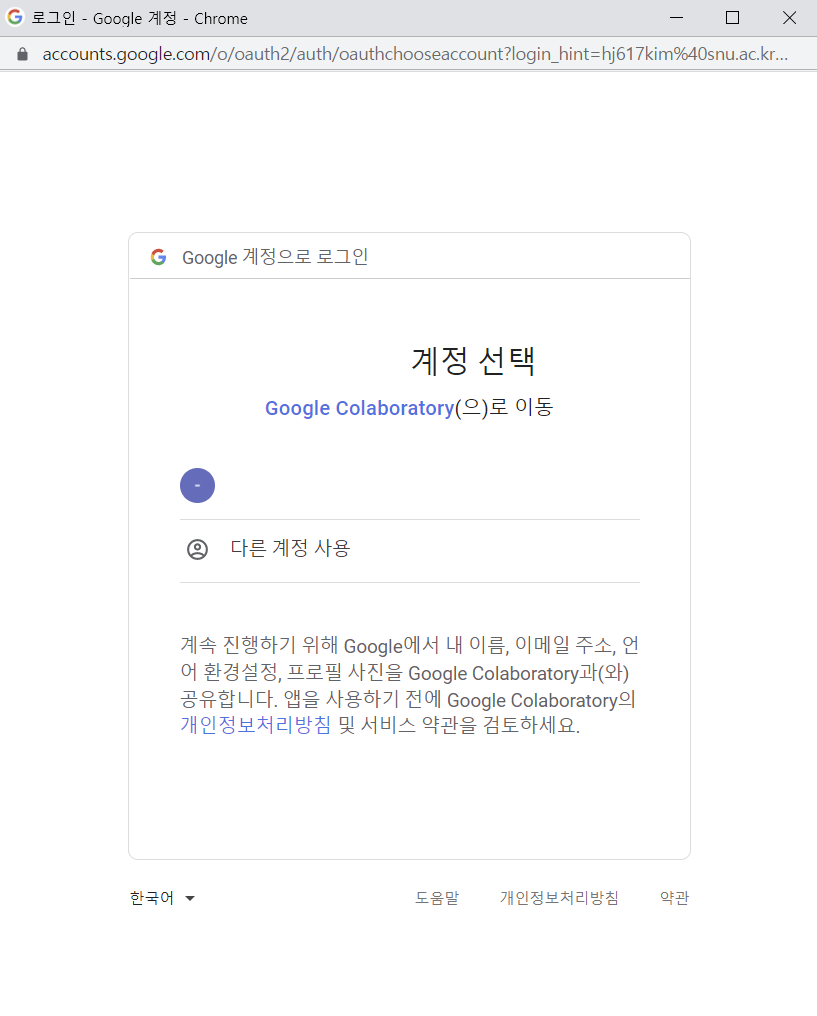 로그인 - Google 계정 - Chrome
accounts.google.com/o/oauth2/auth/oauthchooseaccount?login_hint=hj617kim%40snu.ac.kr...
Google 계정으로 로그인
계정 선택
Google Colaboratory(으)로 이동
-
다른 계정 사용
계속 진행하기 위해 Google에서 내 이름, 이메일 주소, 언
어 환경설정, 프로필 사진을 Google Colaboratory과(와)
공유합니다. 앱을 사용하기 전에 Google Colaboratory의
개인정보처리방침 및 서비스 약관을 검토하세요.
한국어 도움말 개인정보처리방침 약관